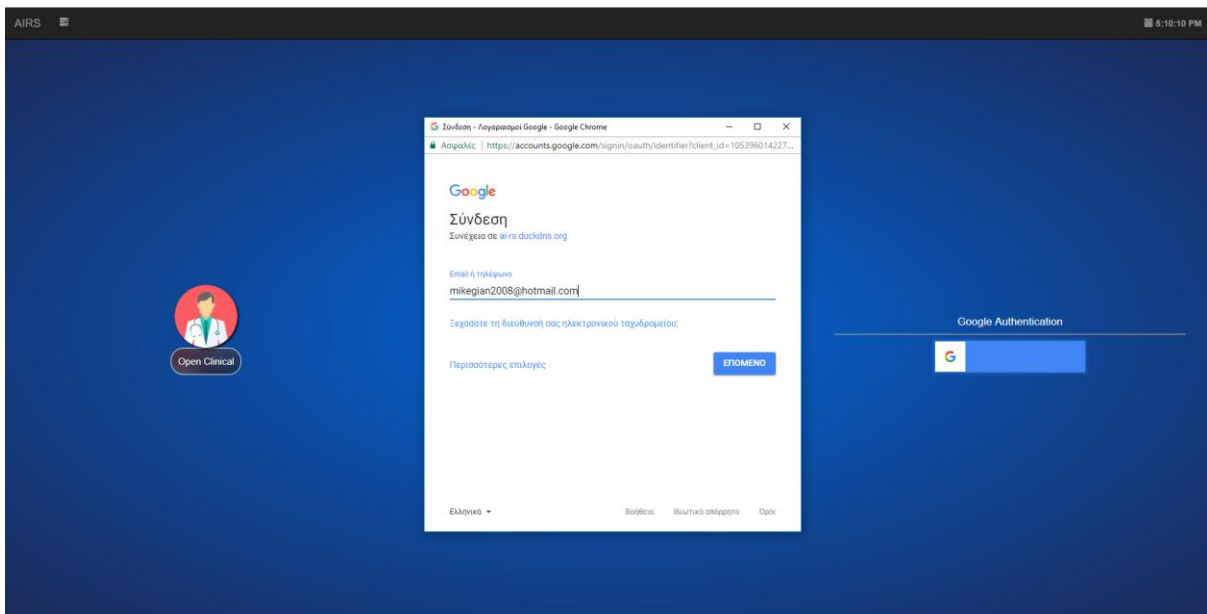 AIRS
5:10:10 PM
Σύνδεση - Λογαριασμοί Google - Google Chrome
Ασφαλές | https://accounts.google.com/signin/oauth/identifier?client_id=105396014227...
Google
Σύνδεση
Συνέχεια σε ai-rs.duckdns.org
Email ή τηλέφωνο
mikegian2008@hotmail.com
Ξεχάσατε τη διεύθυνσή σας ηλεκτρονικού ταχυδρομείου;
Περισσότερες επιλογές
ΕΠΟΜΕΝΟ
Ελληνικά
Βοήθεια Ιδιωτικό απόρρητο Όροι
Open Clinical
Google Authentication